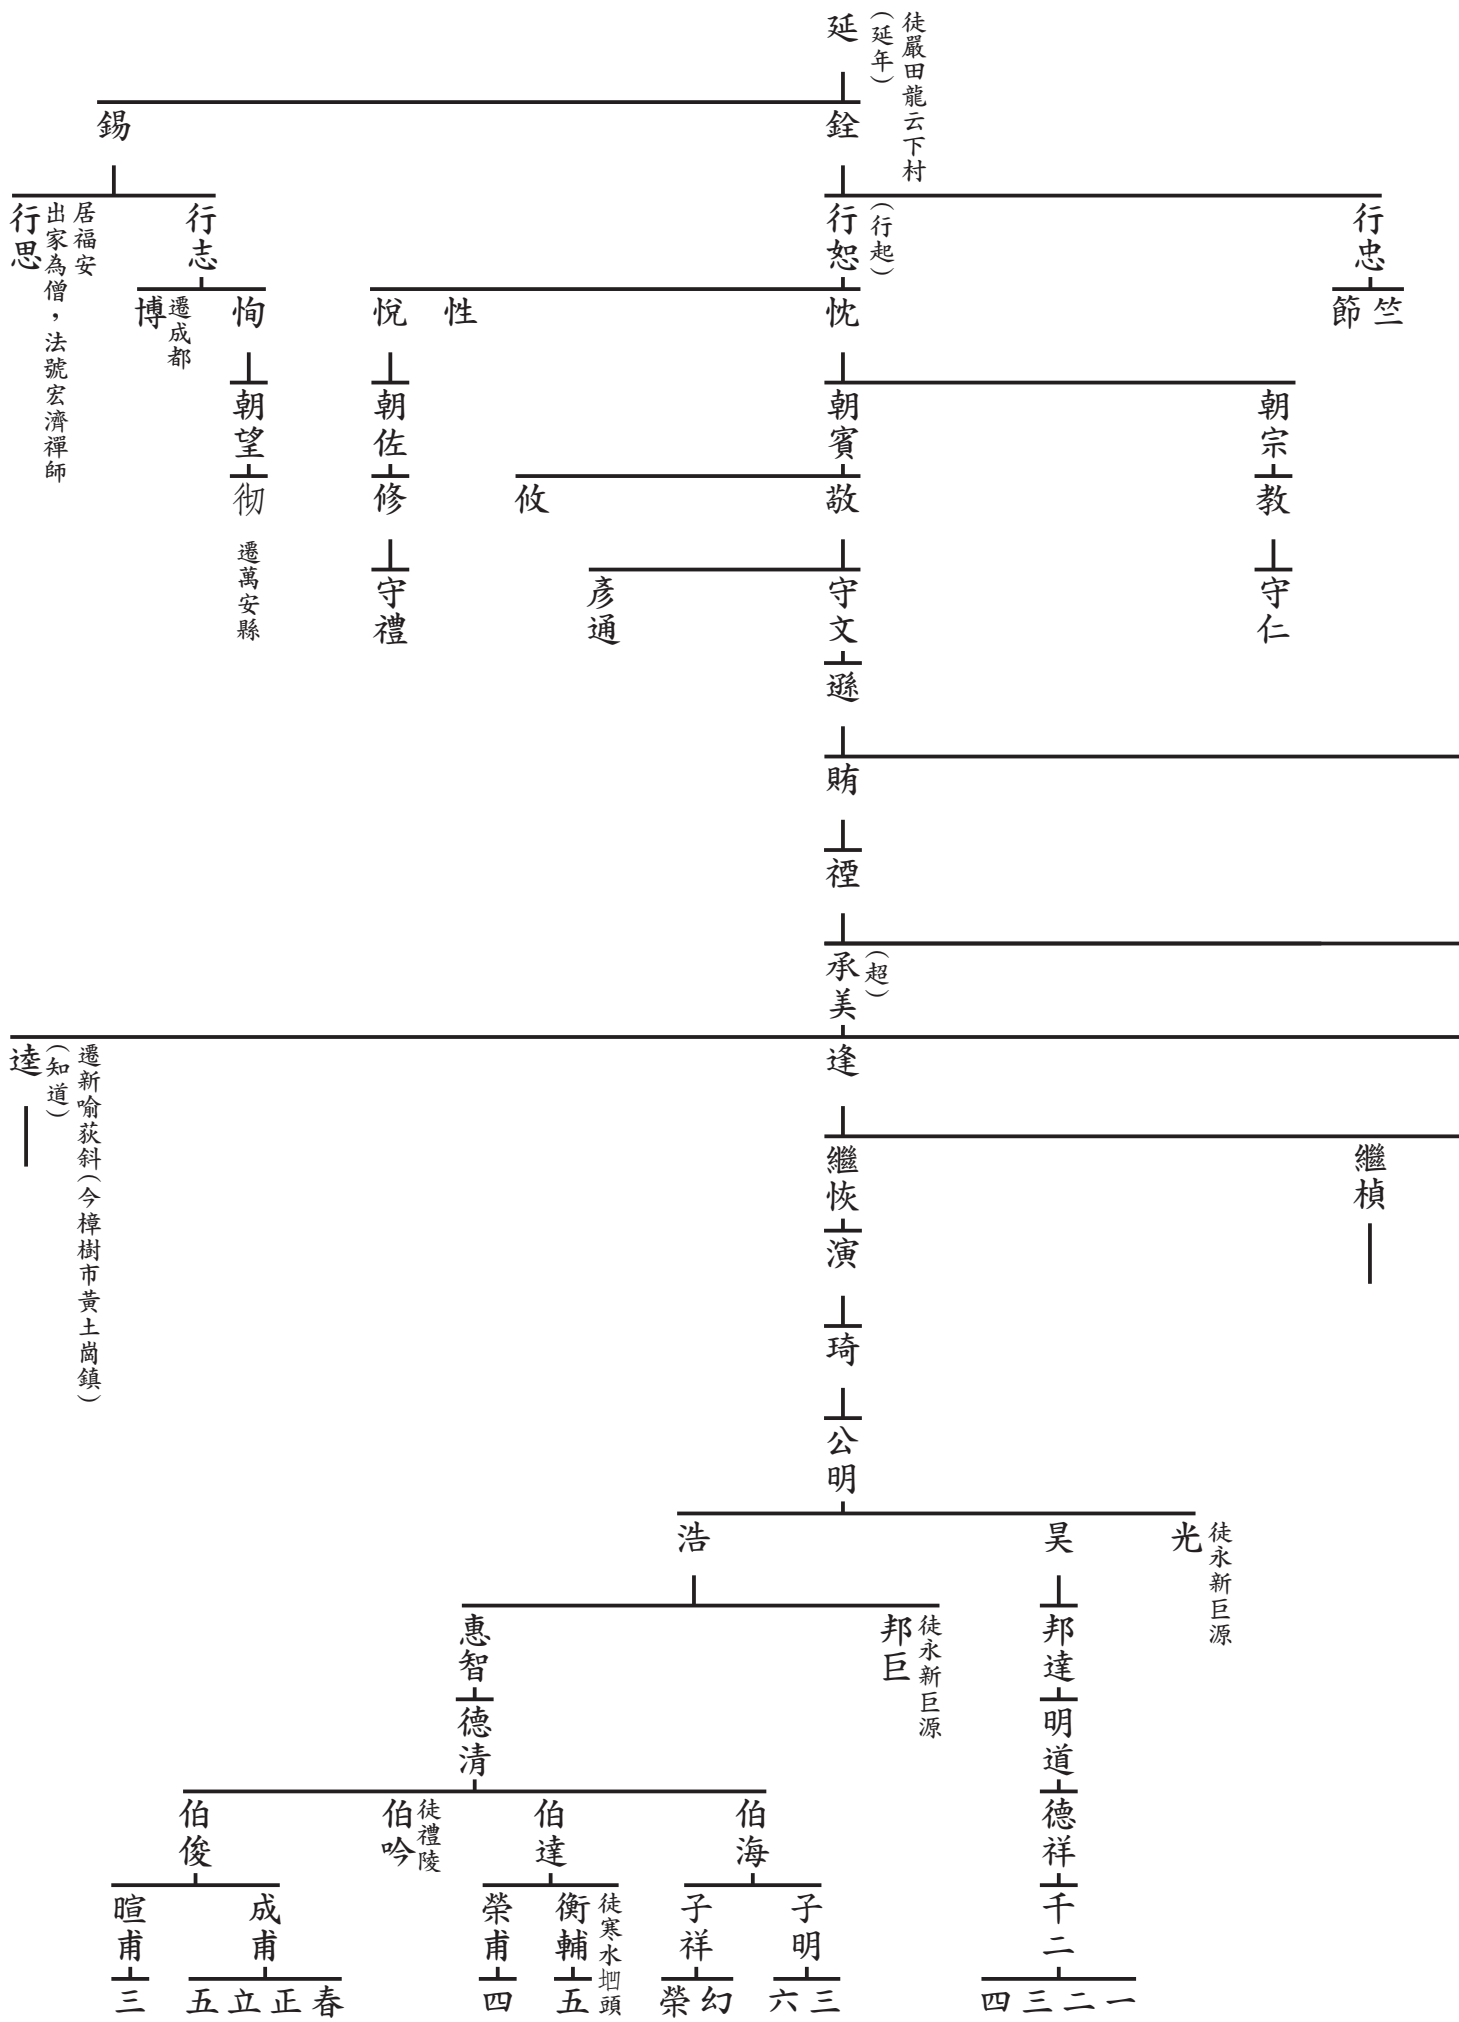 徒嚴田龍云下村
(延年)
延
銓
錫
行忠
(行起)
行恕
行志
居福安
出家為僧，法號宏濟禪師
行思
竺
節
忱
性
悅
恂
遷成都
博
朝宗
朝賓
朝佐
朝望
教
敬
攸
修
彻
遷萬安縣
守仁
守文
彥通
守禮
遜
賄
禋
(超)
承美
逢
遷新喻荻斜(今樟樹市黃土崗鎮)
(知道)
逵
繼楨
繼恢
演
琦
公明
徒永新巨源
光
昊
浩
邦達
徒永新巨源
邦巨
惠智
明道
德清
德祥
伯海
伯達
徒禮陵
伯吟
伯俊
千二
子明
子祥
徒寒水头頭
衡輔
榮甫
成甫
暄甫
一
二
三
四
三
六
幻
榮
五
四
春
正
立
五
三